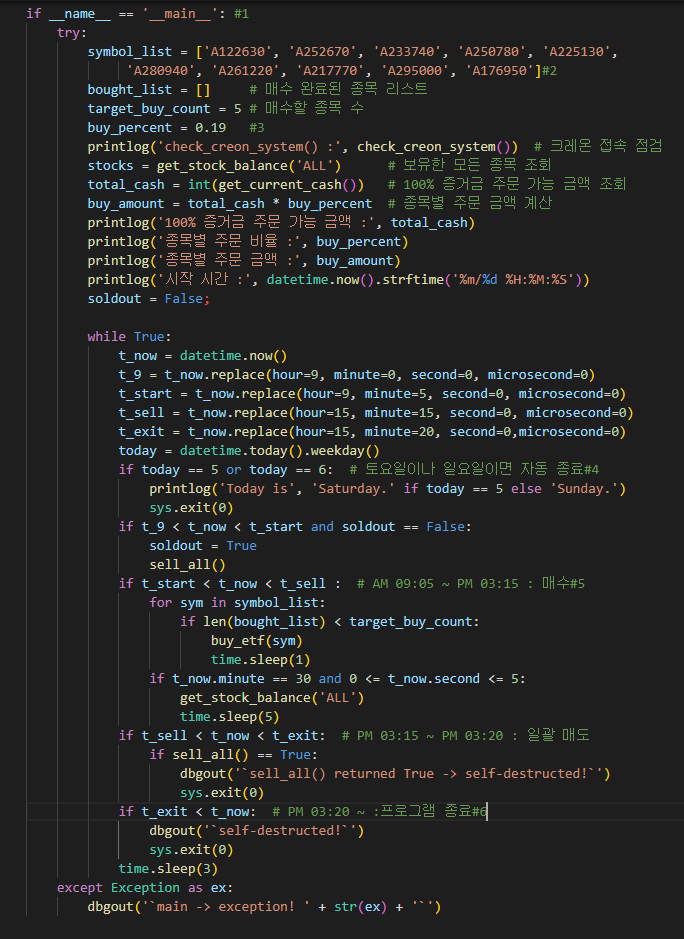 if __name__ == '__main__': #1
    try:
        symbol_list = ['A122630', 'A252670', 'A233740', 'A250780', 'A225130',
             'A280940', 'A261220', 'A217770', 'A295000', 'A176950']#2
        bought_list = []     # 매수 완료된 종목 리스트
        target_buy_count = 5 # 매수할 종목 수
        buy_percent = 0.19   #3
        printlog('check_creon_system() :', check_creon_system())  # 크레온 접속 점검
        stocks = get_stock_balance('ALL')      # 보유한 모든 종목 조회
        total_cash = int(get_current_cash())   # 100% 증거금 주문 가능 금액 조회
        buy_amount = total_cash * buy_percent  # 종목별 주문 금액 계산
        printlog('100% 증거금 주문 가능 금액 :', total_cash)
        printlog('종목별 주문 비율 :', buy_percent)
        printlog('종목별 주문 금액 :', buy_amount)
        printlog('시작 시간 :', datetime.now().strftime('%m/%d %H:%M:%S'))
        soldout = False;
        while True:
            t_now = datetime.now()
            t_9 = t_now.replace(hour=9, minute=0, second=0, microsecond=0)
            t_start = t_now.replace(hour=9, minute=5, second=0, microsecond=0)
            t_sell = t_now.replace(hour=15, minute=15, second=0, microsecond=0)
            t_exit = t_now.replace(hour=15, minute=20, second=0,microsecond=0)
            today = datetime.today().weekday()
            if today == 5 or today == 6:  # 토요일이나 일요일이면 자동 종료#4
                printlog('Today is', 'Saturday.' if today == 5 else 'Sunday.')
                sys.exit(0)
            if t_9 < t_now < t_start and soldout == False:
                soldout = True
                sell_all()
            if t_start < t_now < t_sell :  # AM 09:05 ~ PM 03:15 : 매수#5
                for sym in symbol_list:
                    if len(bought_list) < target_buy_count:
                        buy_etf(sym)
                        time.sleep(1)
                if t_now.minute == 30 and 0 <= t_now.second <= 5:
                    get_stock_balance('ALL')
                    time.sleep(5)
            if t_sell < t_now < t_exit:  # PM 03:15 ~ PM 03:20 : 일괄 매도
                if sell_all() == True:
                    dbgout('`sell_all() returned True -> self-destructed!`')
                    sys.exit(0)
            if t_exit < t_now:  # PM 03:20 ~ :프로그램 종료#6
                dbgout('`self-destructed!`')
                sys.exit(0)
            time.sleep(3)
    except Exception as ex:
        dbgout('`main -> exception! ' + str(ex) + '`')